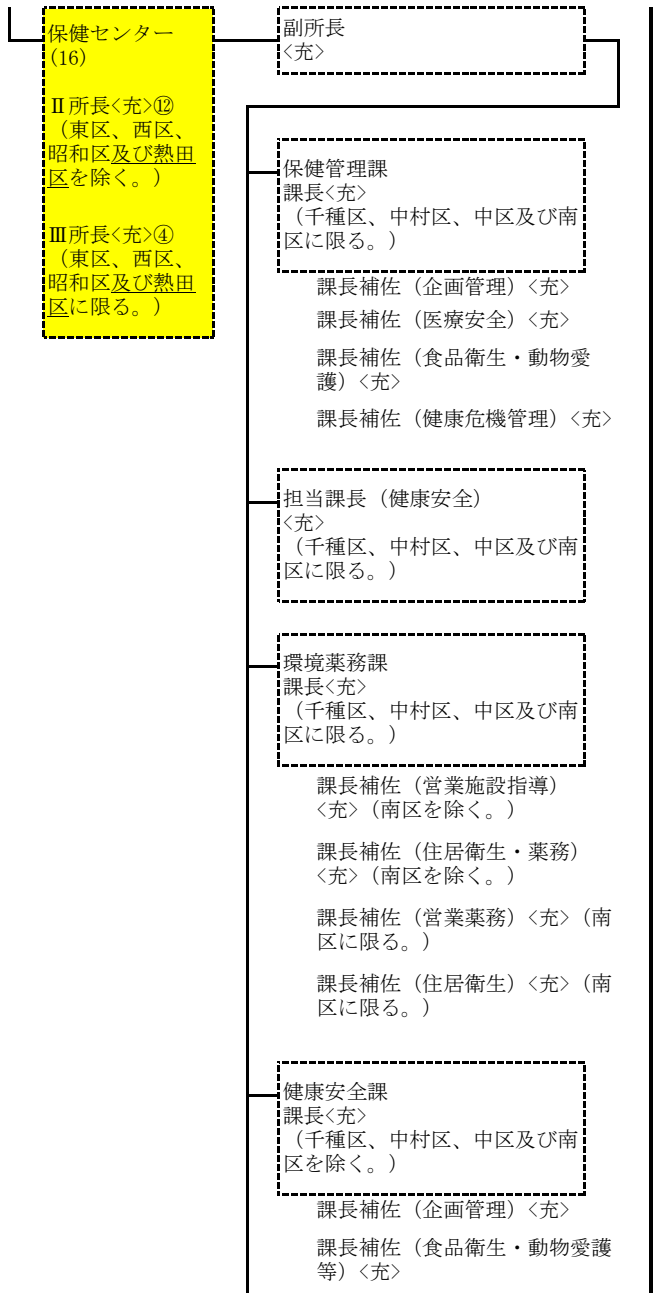 保健センター
(16)
Ⅱ所長<充>⑫
（東区、西区、
昭和区及び熱田
区を除く。）
Ⅲ所長<充>④
（東区、西区、
昭和区及び熱田
区に限る。）
副所長
<充>
保健管理課
課長<充>
（千種区、中村区、中区及び南
区に限る。）
課長補佐（企画管理）<充>
課長補佐（医療安全）<充>
課長補佐（食品衛生・動物愛
護）<充>
課長補佐（健康危機管理）<充>
担当課長（健康安全）
<充>
（千種区、中村区、中区及び南
区に限る。）
環境薬務課
課長<充>
（千種区、中村区、中区及び南
区に限る。）
課長補佐（営業施設指導）
<充>（南区を除く。）
課長補佐（住居衛生・薬務）
<充>（南区を除く。）
課長補佐（営業薬務）<充>（南
区に限る。）
課長補佐（住居衛生）<充>（南
区に限る。）
健康安全課
課長<充>
（千種区、中村区、中区及び南
区を除く。）
課長補佐（企画管理）<充>
課長補佐（食品衛生・動物愛護
等）<充>